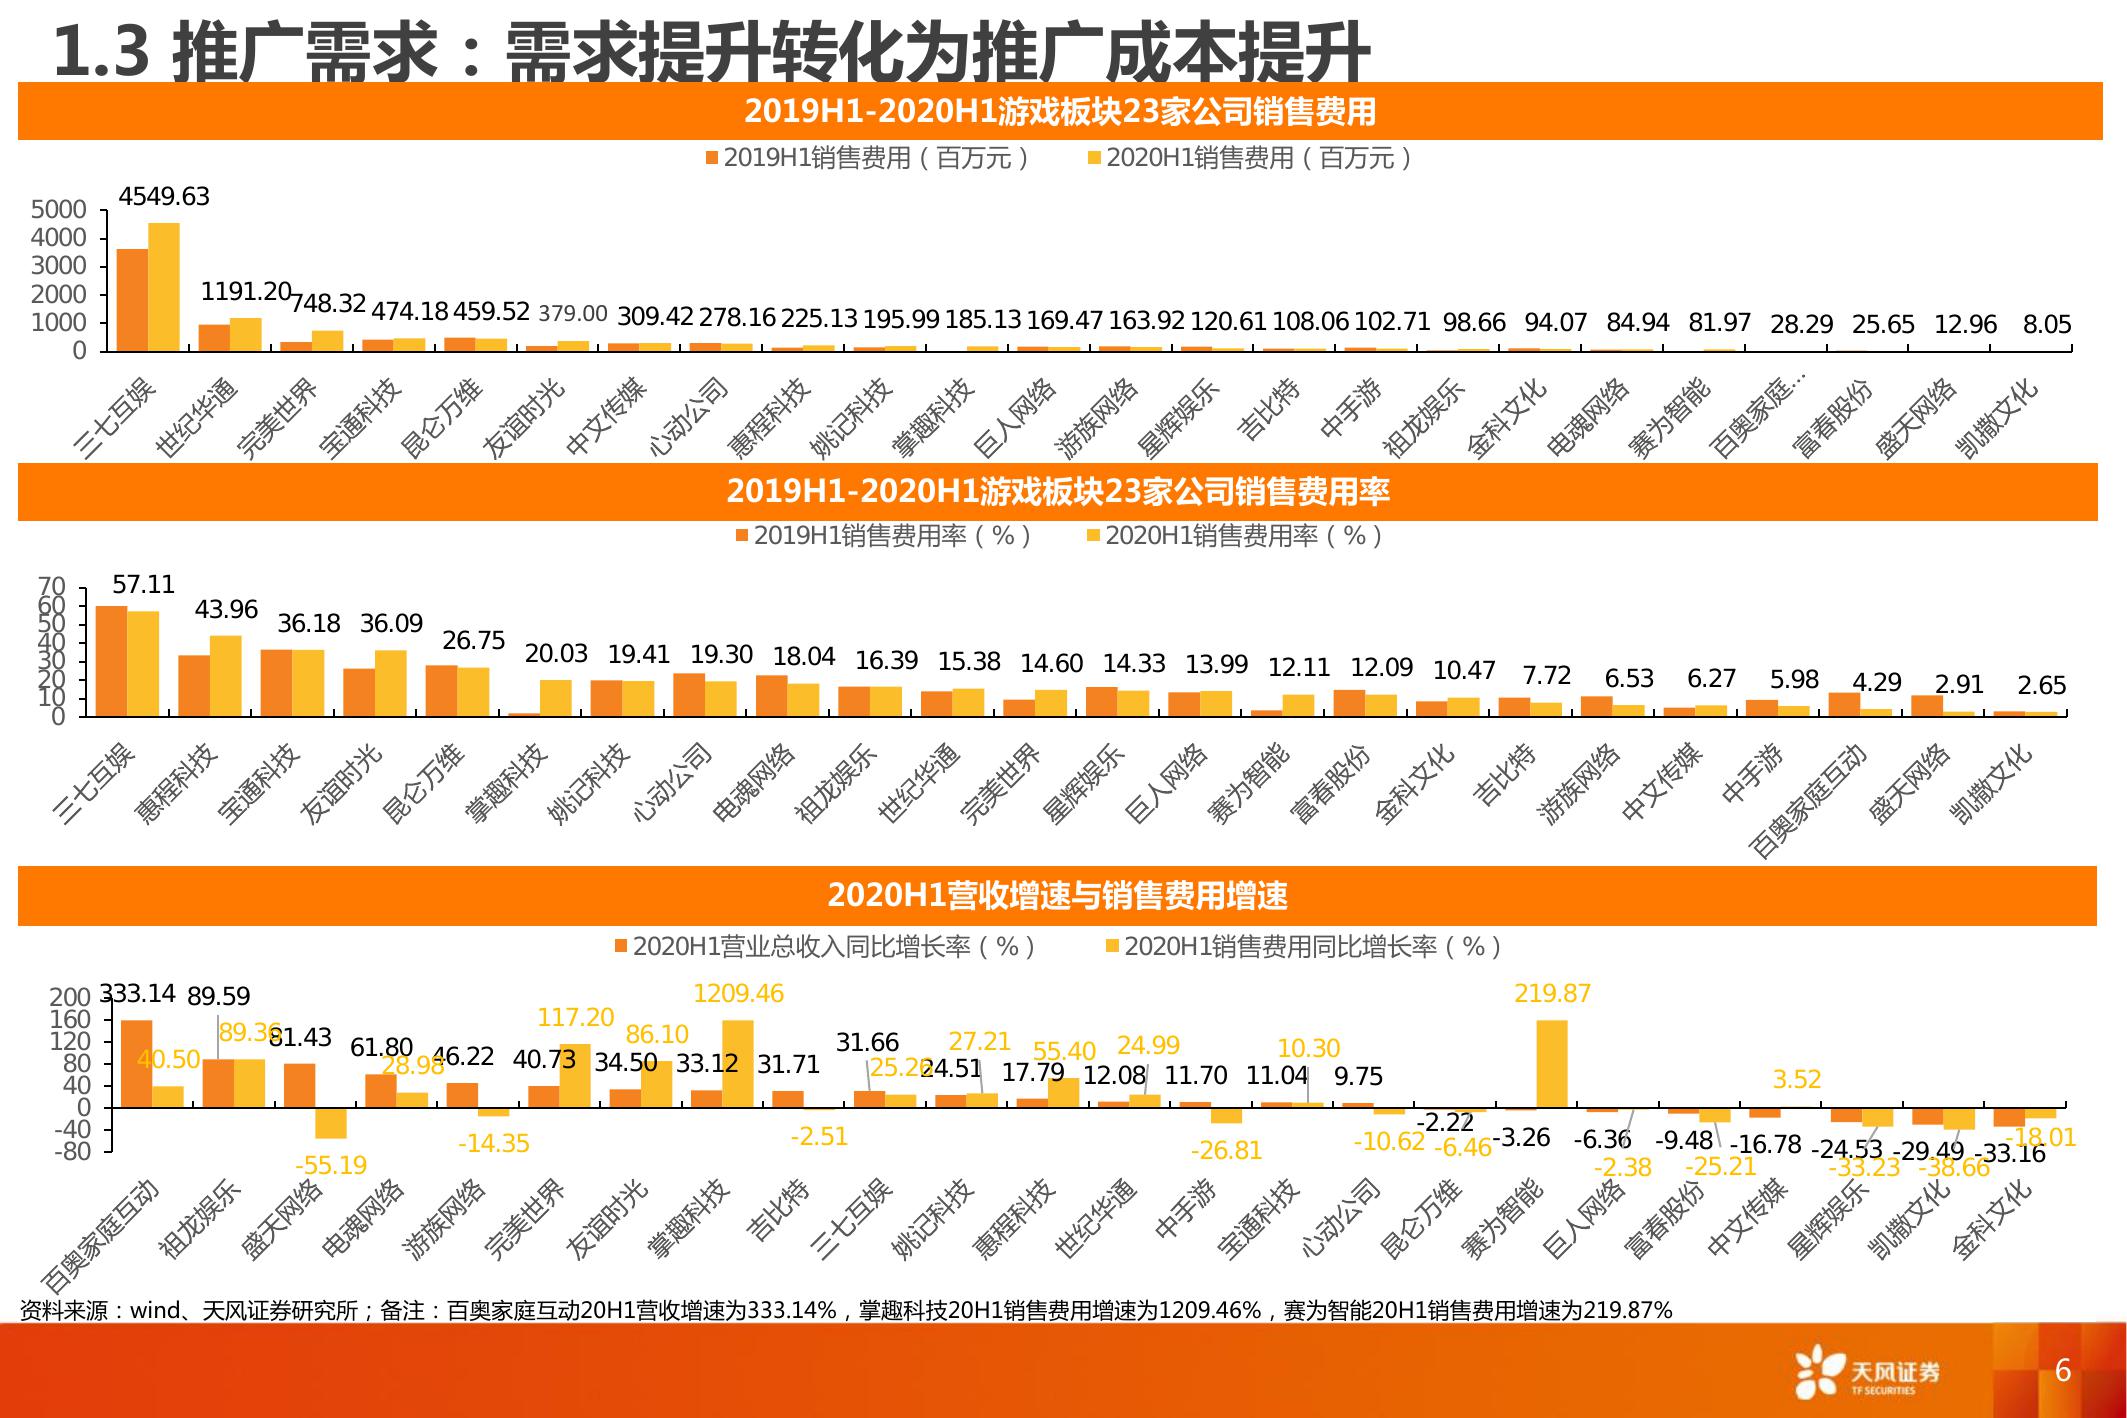 1.3 推广需求：需求提升转化为推广成本提升
2019H1-2020H1游戏板块23家公司销售费用
2019H1销售费用（百万元） 2020H1销售费用（百万元）
5000
4000
3000
2000
1000
0
4549.63 1191.20 748.32 474.18 459.52 379.00 309.42 278.16 225.13 195.99 185.13 169.47 163.92 120.61 108.06 102.71 98.66 94.07 84.94 81.97 28.29 25.65 12.96 8.05
三七互娱 世纪华通 完美世界 宝通科技 昆仑万维 友谊时光 中文传媒 心动公司 惠程科技 姚记科技 掌趣科技 巨人网络 游族网络 星辉娱乐 吉比特 中手游 祖龙娱乐 金科文化 电魂网络 赛为智能 百奥家庭… 富春股份 盛天网络 凯撒文化
2019H1-2020H1游戏板块23家公司销售费用率
2019H1销售费用率（%） 2020H1销售费用率（%）
70
60
50
40
30
20
10
0
57.11 43.96 36.18 36.09 26.75 20.03 19.41 19.30 18.04 16.39 15.38 14.60 14.33 13.99 12.11 12.09 10.47 7.72 6.53 6.27 5.98 4.29 2.91 2.65
三七互娱 惠程科技 宝通科技 友谊时光 昆仑万维 掌趣科技 姚记科技 心动公司 电魂网络 祖龙娱乐 世纪华通 完美世界 星辉娱乐 巨人网络 赛为智能 富春股份 金科文化 吉比特 游族网络 中文传媒 中手游 百奥家庭互动 盛天网络 凯撒文化
2020H1营收增速与销售费用增速
2020H1营业总收入同比增长率（%） 2020H1销售费用同比增长率（%）
200
160
120
80
40
0
-40
-80
333.14 89.59 81.43 61.80 46.22 40.73 34.50 33.12 31.71 31.66 24.51 17.79 12.08 11.70 11.04 9.75 -2.22 -3.26 -6.36 -9.48 -16.78 -24.53 -29.49 -33.16
40.50 89.36 -55.19 28.98 -14.35 117.20 86.10 1209.46 -2.51 25.26 27.21 55.40 24.99 -26.81 10.30 -10.62 -6.46 219.87 -2.38 -25.21 3.52 -33.23 -38.66 -18.01
百奥家庭互动 祖龙娱乐 盛天网络 电魂网络 游族网络 完美世界 友谊时光 掌趣科技 吉比特 三七互娱 姚记科技 惠程科技 世纪华通 中手游 宝通科技 心动公司 昆仑万维 赛为智能 巨人网络 富春股份 中文传媒 星辉娱乐 凯撒文化 金科文化
资料来源：wind、天风证券研究所；备注：百奥家庭互动20H1营收增速为333.14%，掌趣科技20H1销售费用增速为1209.46%，赛为智能20H1销售费用增速为219.87%
天风证券
TF SECURITIES
6